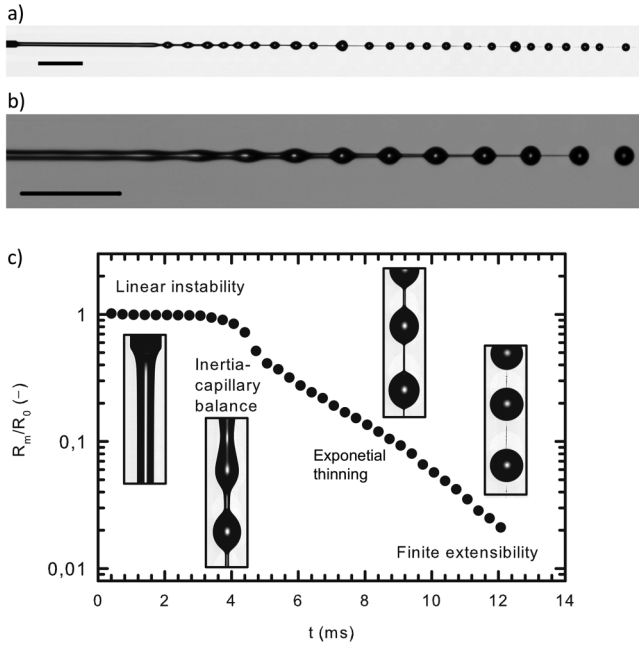 a)
b)
c)
Linear instability
1
Inertia-
capillary
balance
R_m/R_0 (−)
0,1
Exponetial
thinning
Finite extensibility
0,01
0 2 4 6 8 10 12 14
t (ms)